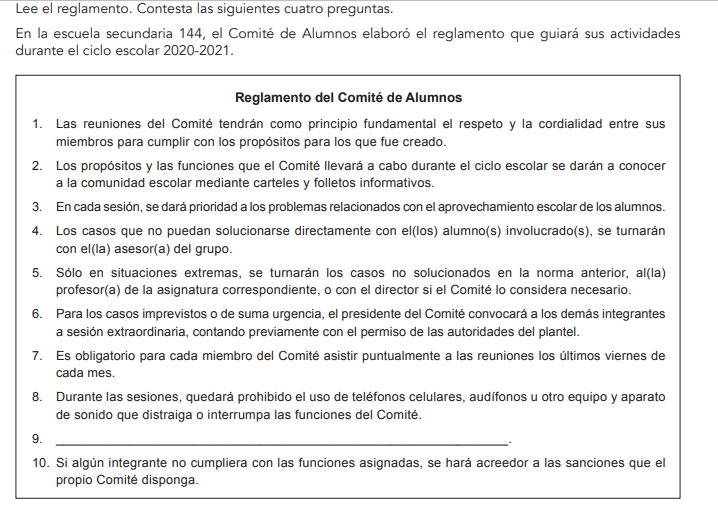 Lee el reglamento. Contesta las siguientes cuatro preguntas.
En la escuela secundaria 144, el Comité de Alumnos elaboró el reglamento que guiará sus actividades
durante el ciclo escolar 2020-2021.
Reglamento del Comité de Alumnos
1. Las reuniones del Comité tendrán como principio fundamental el respeto y la cordialidad entre sus
miembros para cumplir con los propósitos para los que fue creado.
2. Los propósitos y las funciones que el Comité llevará a cabo durante el ciclo escolar se darán a conocer
a la comunidad escolar mediante carteles y folletos informativos.
3. En cada sesión, se dará prioridad a los problemas relacionados con el aprovechamiento escolar de los alumnos.
4. Los casos que no puedan solucionarse directamente con el(los) alumno(s) involucrado(s), se turnarán
con el(la) asesor(a) del grupo.
5. Sólo en situaciones extremas, se turnarán los casos no solucionados en la norma anterior, al(la)
profesor(a) de la asignatura correspondiente, o con el director si el Comité lo considera necesario.
6. Para los casos imprevistos o de suma urgencia, el presidente del Comité convocará a los demás integrantes
a sesión extraordinaria, contando previamente con el permiso de las autoridades del plantel.
7. Es obligatorio para cada miembro del Comité asistir puntualmente a las reuniones los últimos viernes de
cada mes.
8. Durante las sesiones, quedará prohibido el uso de teléfonos celulares, audífonos u otro equipo y aparato
de sonido que distraiga o interrumpa las funciones del Comité.
9. ______________________________.
10. Si algún integrante no cumpliera con las funciones asignadas, se hará acreedor a las sanciones que el
propio Comité disponga.